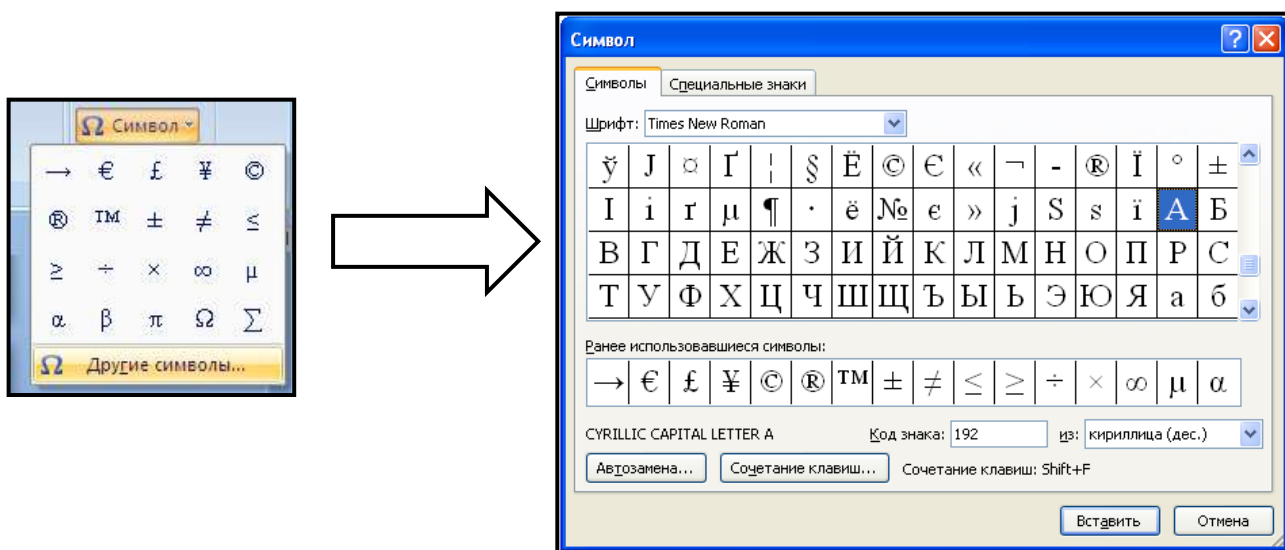 Ω Символ
→ € £ ¥ ©
® ™ ± ≠ ≤
≥ ÷ × ∞ µ
α β π Ω ∑
Ω Другие символы...
Символ
Символы Специальные знаки
Шрифт: Times New Roman
ў Ј ¤ Ґ ¦ § Ё © Є « ¬ - ® Ї ° ±
І і ґ µ ¶ · ё № є » ј Ѕ ѕ ї А Б
В Г Д Е Ж З И Й К Л М Н О П Р С
Т У Ф Х Ц Ч Ш Щ Ъ Ы Ь Э Ю Я а б
Ранее использовавшиеся символы:
→ € £ ¥ © ® ™ ± ≠ ≤ ≥ ÷ × ∞ µ α
CYRILLIC CAPITAL LETTER A Код знака: 192 из: кириллица (дес.)
Автозамена... Сочетание клавиш... Сочетание клавиш: Shift+F
Вставить Отмена